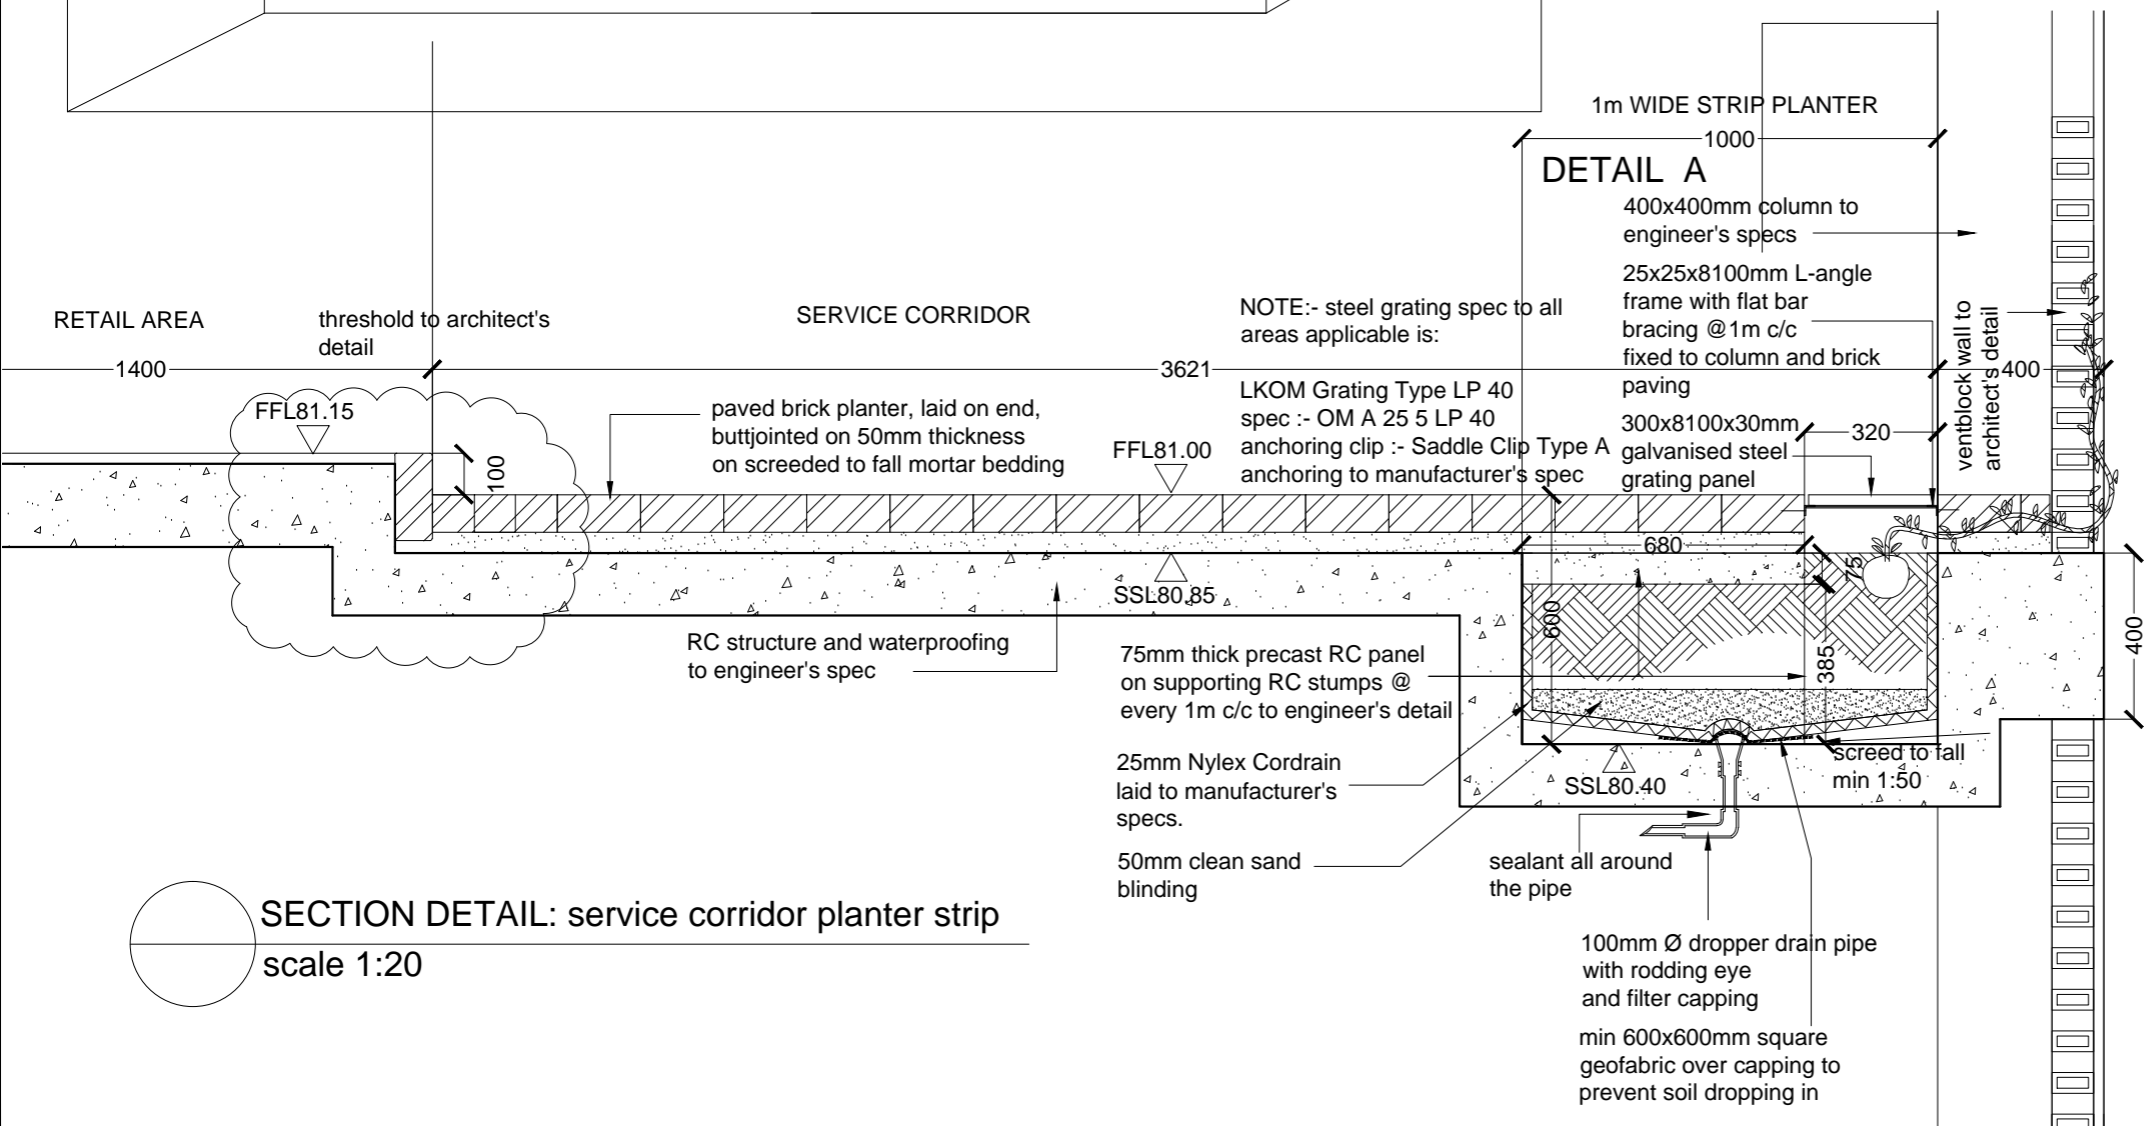 1m WIDE STRIP PLANTER
1000
DETAIL A
400x400mm column to
engineer's specs
25x25x8100mm L-angle
frame with flat bar
bracing @1m c/c
fixed to column and brick
paving
300x8100x30mm
galvanised steel
grating panel
RETAIL AREA
1400
threshold to architect's
detail
SERVICE CORRIDOR
3621
NOTE:- steel grating spec to all
areas applicable is:
LKOM Grating Type LP 40
spec :- OM A 25 5 LP 40
anchoring clip :- Saddle Clip Type A
anchoring to manufacturer's spec
ventblock wall to
architect's detail
400
320
FFL81.15
100
paved brick planter, laid on end,
buttjointed on 50mm thickness
on screeded to fall mortar bedding
FFL81.00
680
75
SSL80.85
600
385
400
RC structure and waterproofing
to engineer's spec
75mm thick precast RC panel
on supporting RC stumps @
every 1m c/c to engineer's detail
25mm Nylex Cordrain
laid to manufacturer's
specs.
50mm clean sand
blinding
SSL80.40
screed to fall
min 1:50
sealant all around
the pipe
100mm Ø dropper drain pipe
with rodding eye
and filter capping
min 600x600mm square
geofabric over capping to
prevent soil dropping in
SECTION DETAIL: service corridor planter strip
scale 1:20